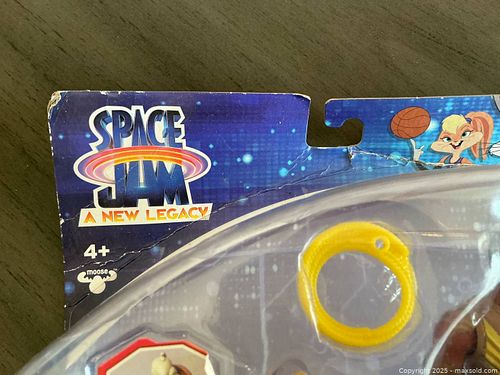 SPACE
JAM
A NEW LEGACY
4+
moose
Copyright © 2025 - maxsold.com